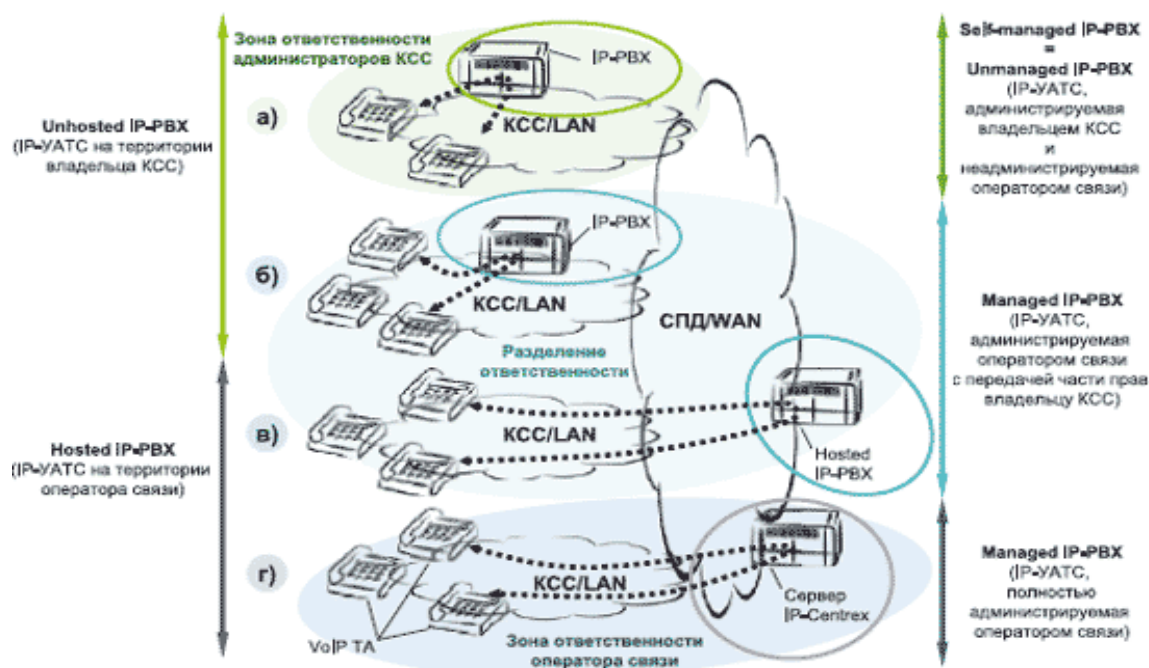 Зона ответственности
администраторов КСС
IP-PBX
а)
КСС/LAN
Unhosted IP-PBX
(IP-УАТС на территории
владельца КСС)
Self-managed IP-PBX
=
Unmanaged IP-PBX
(IP-УАТС,
администрируемая
владельцем КСС
и
неадминистрируемая
оператором связи)
IP-PBX
б)
КСС/LAN
СПД/WAN
Разделение
ответственности
Managed IP-PBX
(IP-УАТС,
администрируемая
оператором связи
с передачей части прав
владельцу КСС)
в)
КСС/LAN
Hosted
IP-PBX
Hosted IP-PBX
(IP-УАТС на территории
оператора связи)
г)
КСС/LAN
Сервер
IP-Centrex
VoIP TA
Зона ответственности
оператора связи
Managed IP-PBX
(IP-УАТС,
полностью
администрируемая
оператором связи)